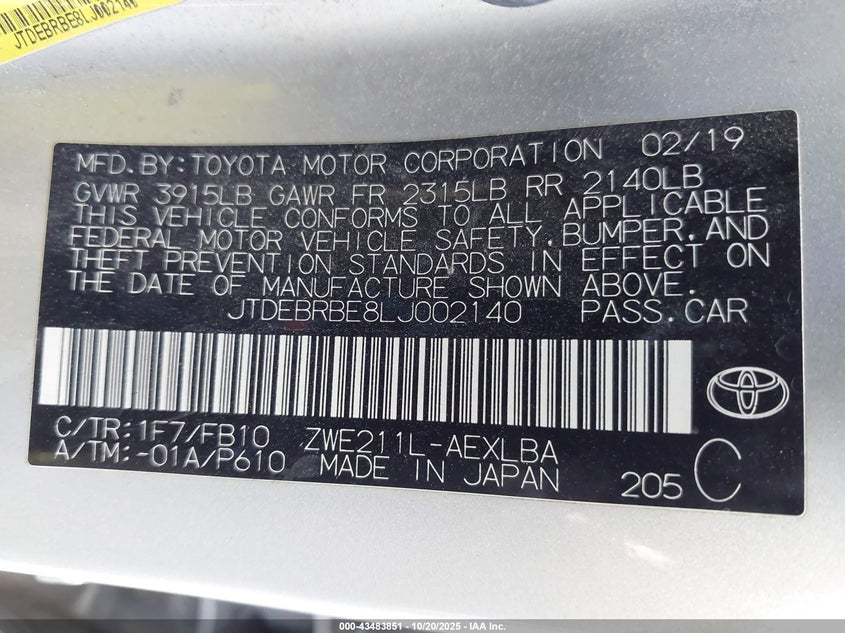 JTDEBRBE8LJ002140
MFD.BY:TOYOTA MOTOR CORPORATION 02/19
GVWR 3915LB GAWR FR 2315LB RR 2140LB
THIS VEHICLE CONFORMS TO ALL APPLICABLE
FEDERAL MOTOR VEHICLE SAFETY,BUMPER,AND
THEFT PREVENTION STANDARDS IN EFFECT ON
THE DATE OF MANUFACTURE SHOWN ABOVE.
JTDEBRBE8LJ002140 PASS.CAR
C/TR:1F7/FB10 ZWE211L-AEXLBA
A/TM:-01A/P610 MADE IN JAPAN 205 C
000-43483851 - 10/20/2025 - IAA Inc.